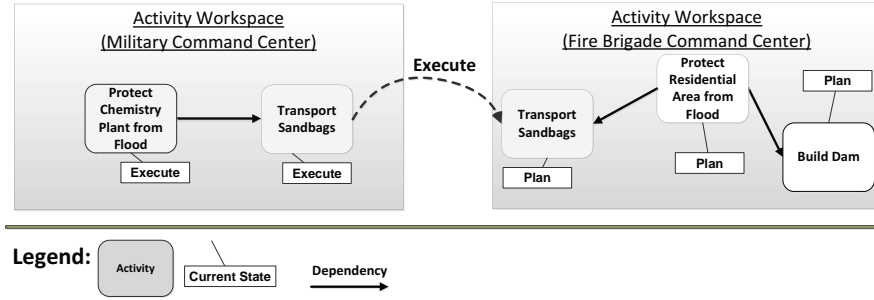 Activity Workspace
(Military Command Center)
Protect
Chemistry
Plant from
Flood
Execute
Transport
Sandbags
Execute
Execute
Activity Workspace
(Fire Brigade Command Center)
Transport
Sandbags
Plan
Protect
Residential
Area from
Flood
Plan
Plan
Build Dam
Legend:
Activity
Current State
Dependency